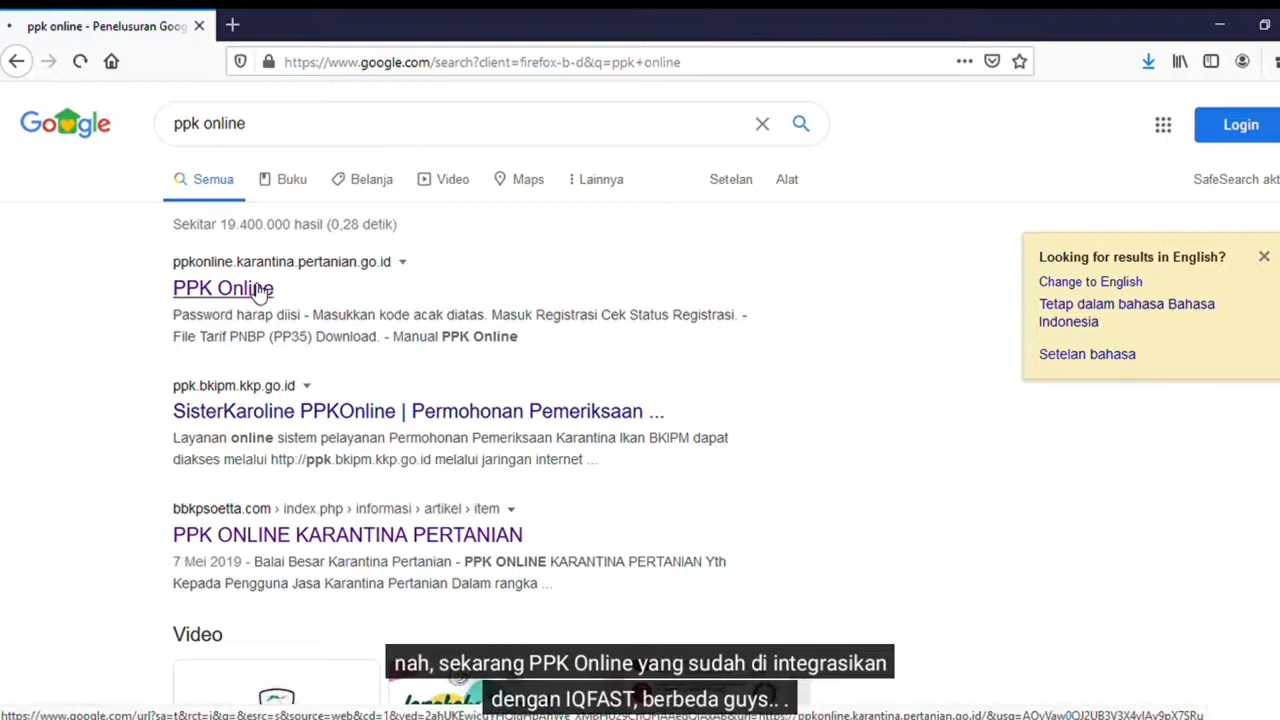 ppk online - Penelusuran Goog
https://www.google.com/search?client=firefox-b-d&q=ppk+online
Google
ppk online
Login
Semua Buku Belanja Video Maps Lainnya Setelan Alat SafeSearch akt
Sekitar 19.400.000 hasil (0,28 detik)
ppkonline.karantina.pertanian.go.id
PPK Online
Password harap diisi - Masukkan kode acak diatas. Masuk Registrasi Cek Status Registrasi. -
File Tarif PNBP (PP35) Download. - Manual PPK Online
Looking for results in English?
Change to English
Tetap dalam bahasa Bahasa
Indonesia
Setelan bahasa
ppk.bkipm.kkp.go.id
SisterKaroline PPKOnline | Permohonan Pemeriksaan ...
Layanan online sistem pelayanan Permohonan Pemeriksaan Karantina Ikan BKIPM dapat
diakses melalui http://ppk.bkipm.kkp.go.id melalui jaringan internet ...
bbkpsoetta.com › index.php › informasi › artikel › item
PPK ONLINE KARANTINA PERTANIAN
7 Mei 2019 - Balai Besar Karantina Pertanian - PPK ONLINE KARANTINA PERTANIAN Yth
Kepada Pengguna Jasa Karantina Pertanian Dalam rangka ...
Video
nah, sekarang PPK Online yang sudah di integrasikan
dengan IQFAST, berbeda guys.. .